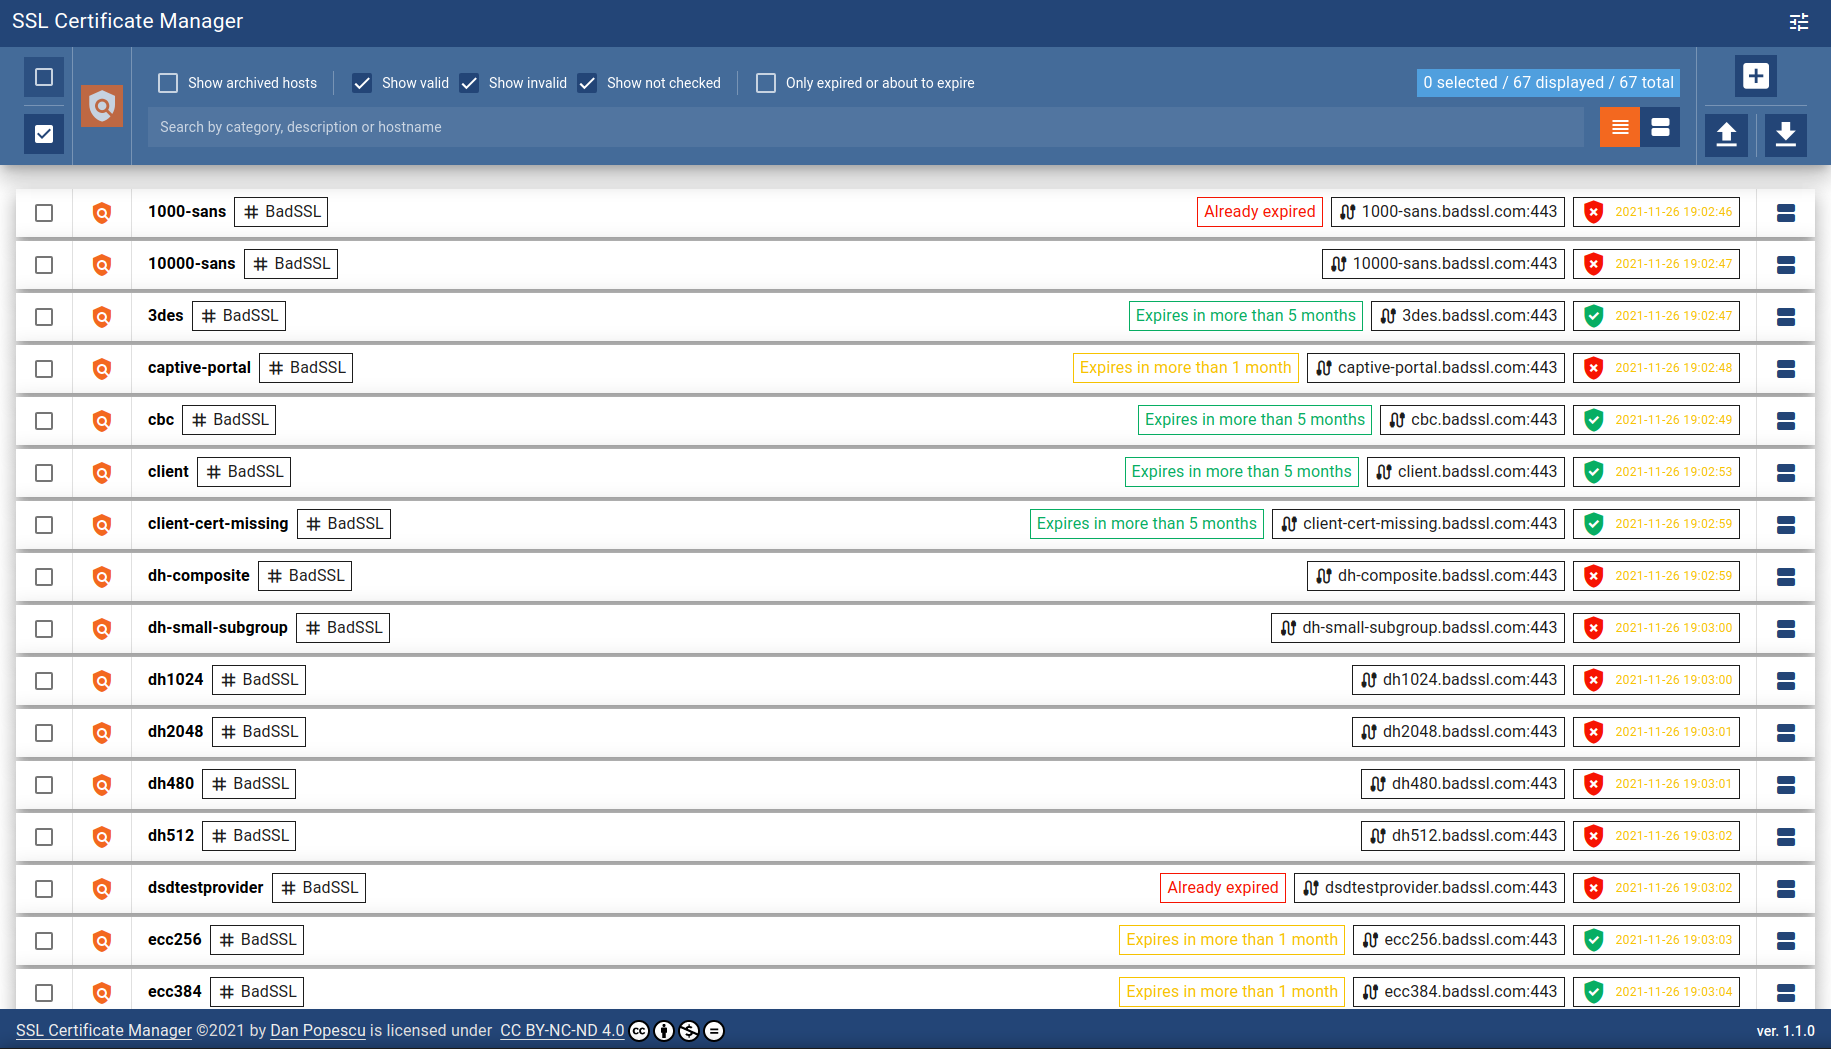 SSL Certificate Manager
Show archived hosts Show valid Show invalid Show not checked Only expired or about to expire 0 selected / 67 displayed / 67 total
Search by category, description or hostname
1000-sans # BadSSL Already expired 1000-sans.badssl.com:443 2021-11-26 19:02:46
10000-sans # BadSSL 10000-sans.badssl.com:443 2021-11-26 19:02:47
3des # BadSSL Expires in more than 5 months 3des.badssl.com:443 2021-11-26 19:02:47
captive-portal # BadSSL Expires in more than 1 month captive-portal.badssl.com:443 2021-11-26 19:02:48
cbc # BadSSL Expires in more than 5 months cbc.badssl.com:443 2021-11-26 19:02:49
client # BadSSL Expires in more than 5 months client.badssl.com:443 2021-11-26 19:02:53
client-cert-missing # BadSSL Expires in more than 5 months client-cert-missing.badssl.com:443 2021-11-26 19:02:59
dh-composite # BadSSL dh-composite.badssl.com:443 2021-11-26 19:02:59
dh-small-subgroup # BadSSL dh-small-subgroup.badssl.com:443 2021-11-26 19:03:00
dh1024 # BadSSL dh1024.badssl.com:443 2021-11-26 19:03:00
dh2048 # BadSSL dh2048.badssl.com:443 2021-11-26 19:03:01
dh480 # BadSSL dh480.badssl.com:443 2021-11-26 19:03:01
dh512 # BadSSL dh512.badssl.com:443 2021-11-26 19:03:02
dsdtestprovider # BadSSL Already expired dsdtestprovider.badssl.com:443 2021-11-26 19:03:02
ecc256 # BadSSL Expires in more than 1 month ecc256.badssl.com:443 2021-11-26 19:03:03
ecc384 # BadSSL Expires in more than 1 month ecc384.badssl.com:443 2021-11-26 19:03:04
SSL Certificate Manager ©2021 by Dan Popescu is licensed under CC BY-NC-ND 4.0 ver. 1.1.0